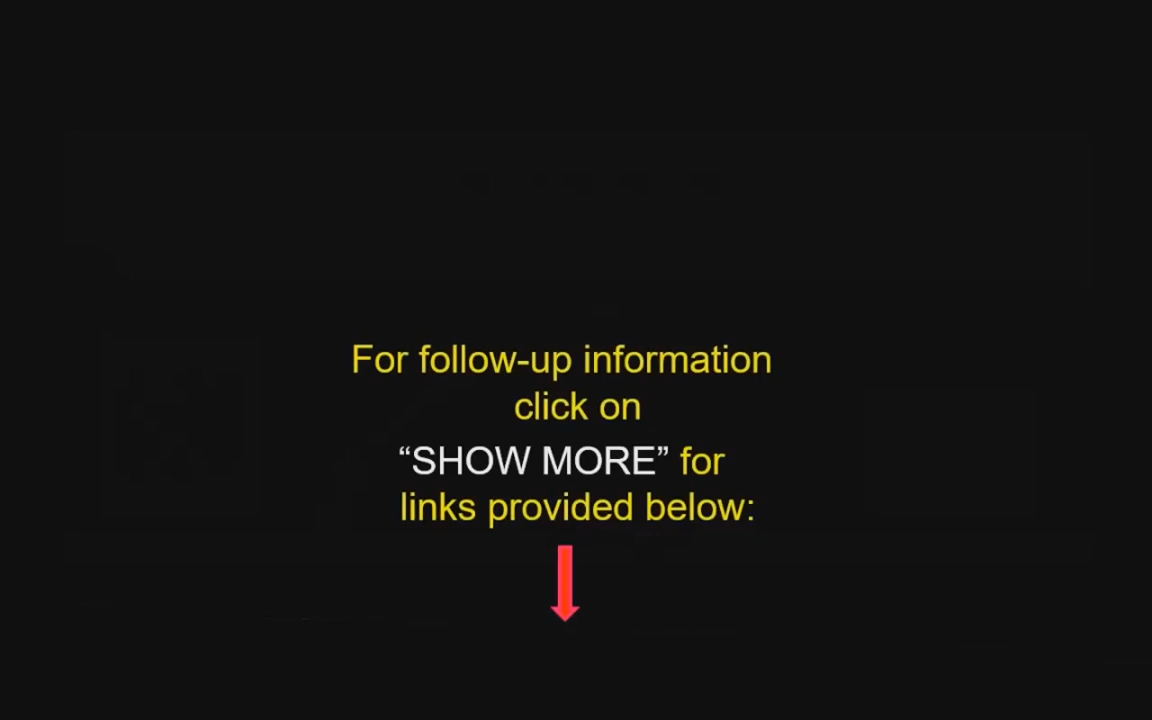 For follow-up information
click on
“SHOW MORE” for
links provided below: